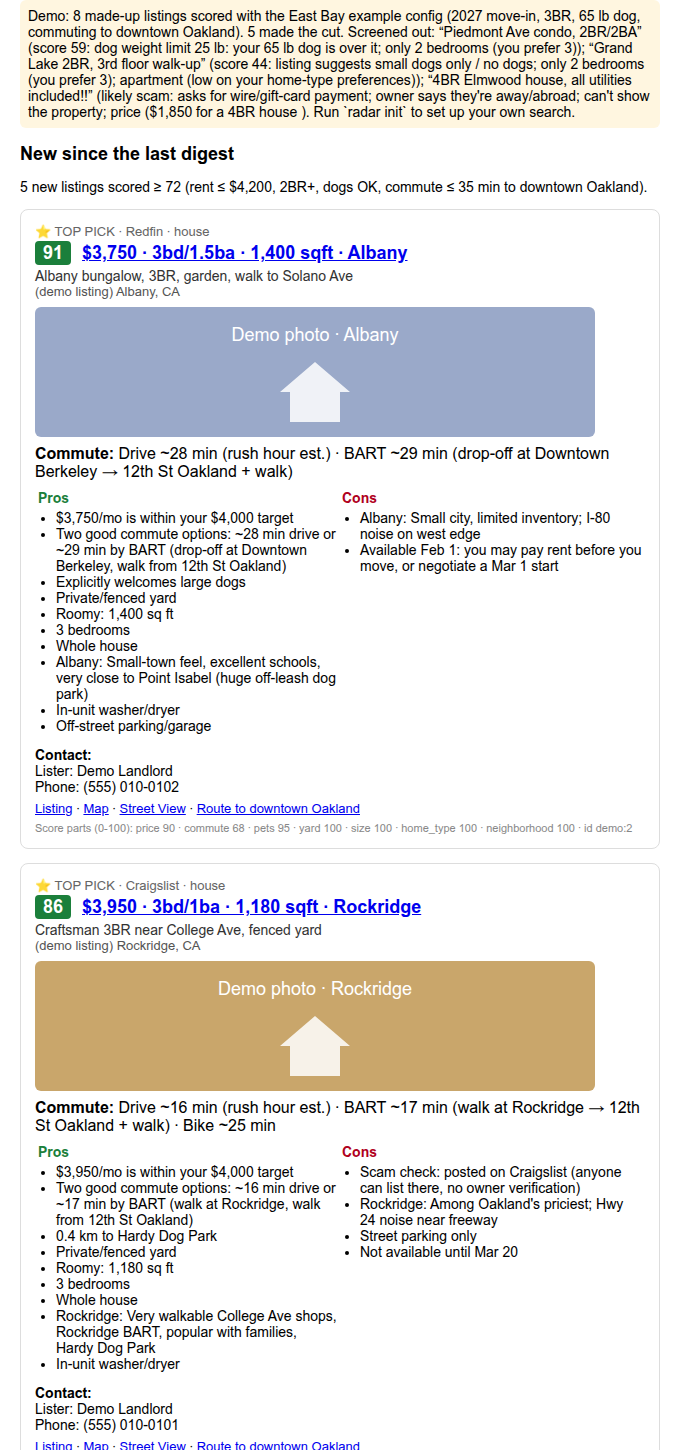 Demo: 8 made-up listings scored with the East Bay example config (2027 move-in, 3BR, 65 lb dog,
commuting to downtown Oakland). 5 made the cut. Screened out: “Piedmont Ave condo, 2BR/2BA”
(score 59: dog weight limit 25 lb: your 65 lb dog is over it; only 2 bedrooms (you prefer 3)); “Grand
Lake 2BR, 3rd floor walk-up” (score 44: listing suggests small dogs only / no dogs; only 2 bedrooms
(you prefer 3); apartment (low on your home-type preferences)); “4BR Elmwood house, all utilities
included!!” (likely scam: asks for wire/gift-card payment; owner says they're away/abroad; can't show
the property; price ($1,850 for a 4BR house ). Run `radar init` to set up your own search.
New since the last digest
5 new listings scored ≥ 72 (rent ≤ $4,200, 2BR+, dogs OK, commute ≤ 35 min to downtown Oakland).
⭐ TOP PICK · Redfin · house
91 $3,750 · 3bd/1.5ba · 1,400 sqft · Albany
Albany bungalow, 3BR, garden, walk to Solano Ave
(demo listing) Albany, CA
Demo photo · Albany
Commute: Drive ~28 min (rush hour est.) · BART ~29 min (drop-off at Downtown
Berkeley → 12th St Oakland + walk)
Pros
• $3,750/mo is within your $4,000 target
• Two good commute options: ~28 min drive or
~29 min by BART (drop-off at Downtown
Berkeley, walk from 12th St Oakland)
• Explicitly welcomes large dogs
• Private/fenced yard
• Roomy: 1,400 sq ft
• 3 bedrooms
• Whole house
• Albany: Small-town feel, excellent schools,
very close to Point Isabel (huge off-leash dog
park)
• In-unit washer/dryer
• Off-street parking/garage
Cons
• Albany: Small city, limited inventory; I-80
noise on west edge
• Available Feb 1: you may pay rent before you
move, or negotiate a Mar 1 start
Contact:
Lister: Demo Landlord
Phone: (555) 010-0102
Listing · Map · Street View · Route to downtown Oakland
Score parts (0-100): price 90 · commute 68 · pets 95 · yard 100 · size 100 · home_type 100 · neighborhood 100 · id demo:2
⭐ TOP PICK · Craigslist · house
86 $3,950 · 3bd/1ba · 1,180 sqft · Rockridge
Craftsman 3BR near College Ave, fenced yard
(demo listing) Rockridge, CA
Demo photo · Rockridge
Commute: Drive ~16 min (rush hour est.) · BART ~17 min (walk at Rockridge → 12th
St Oakland + walk) · Bike ~25 min
Pros
• $3,950/mo is within your $4,000 target
• Two good commute options: ~16 min drive or
~17 min by BART (walk at Rockridge, walk
from 12th St Oakland)
• 0.4 km to Hardy Dog Park
• Private/fenced yard
• Roomy: 1,180 sq ft
• 3 bedrooms
• Whole house
• Rockridge: Very walkable College Ave shops,
Rockridge BART, popular with families,
Hardy Dog Park
• In-unit washer/dryer
Cons
• Scam check: posted on Craigslist (anyone
can list there, no owner verification)
• Rockridge: Among Oakland's priciest; Hwy
24 noise near freeway
• Street parking only
• Not available until Mar 20
Contact:
Lister: Demo Landlord
Phone: (555) 010-0101
Listing · Map · Street View · Route to downtown Oakland